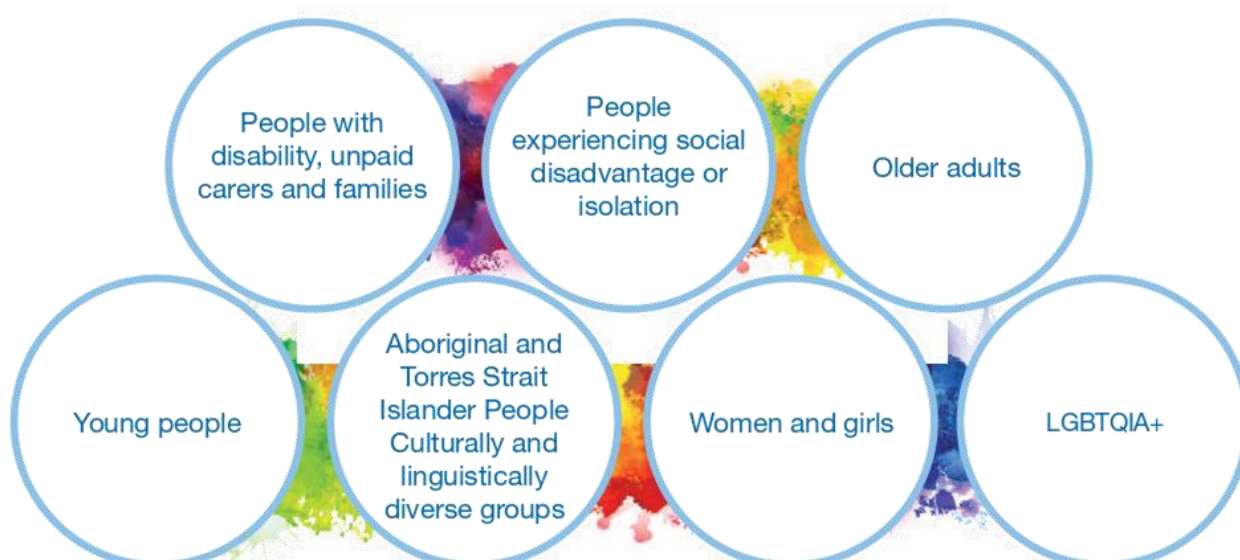 People with
disability, unpaid
carers and families
People
experiencing social
disadvantage or
isolation
Older adults
Young people
Aboriginal and
Torres Strait
Islander People
Culturally and
linguistically
diverse groups
Women and girls
LGBTQIA+